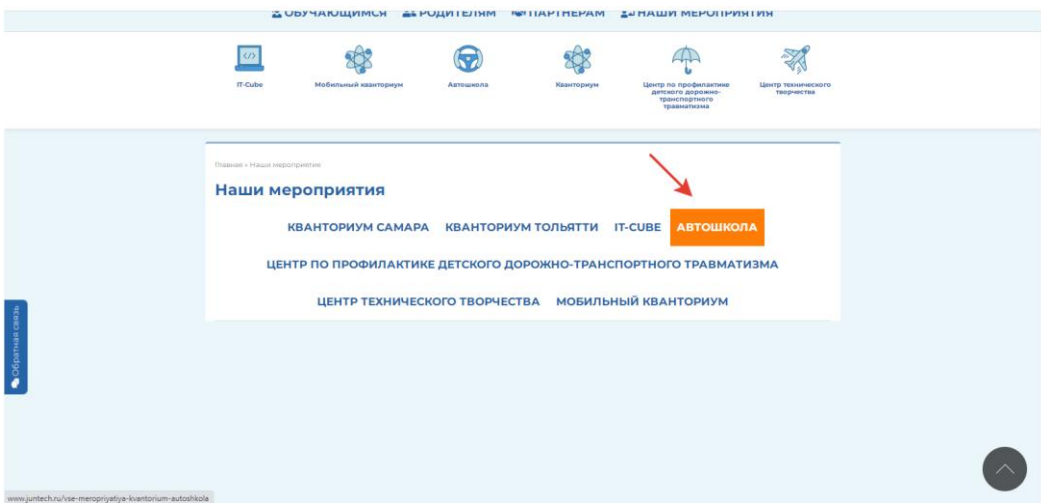 ОБУЧАЮЩИМСЯ РОДИТЕЛЯМ ПАРТНЕРАМ НАШИ МЕРОПРИЯТИЯ
IT-Cube
Мобильный кванториум
Автошкола
Кванториум
Центр по профилактике
детского дорожно-
транспортного
травматизма
Центр технического
творчества
Главная » Наши мероприятия
Наши мероприятия
КВАНТОРИУМ САМАРА КВАНТОРИУМ ТОЛЬЯТТИ IT-CUBE АВТОШКОЛА
ЦЕНТР ПО ПРОФИЛАКТИКЕ ДЕТСКОГО ДОРОЖНО-ТРАНСПОРТНОГО ТРАВМАТИЗМА
ЦЕНТР ТЕХНИЧЕСКОГО ТВОРЧЕСТВА МОБИЛЬНЫЙ КВАНТОРИУМ
Обратная связь
www.juntech.ru/vse-meropriyatiya-kvantorium-autoshkola